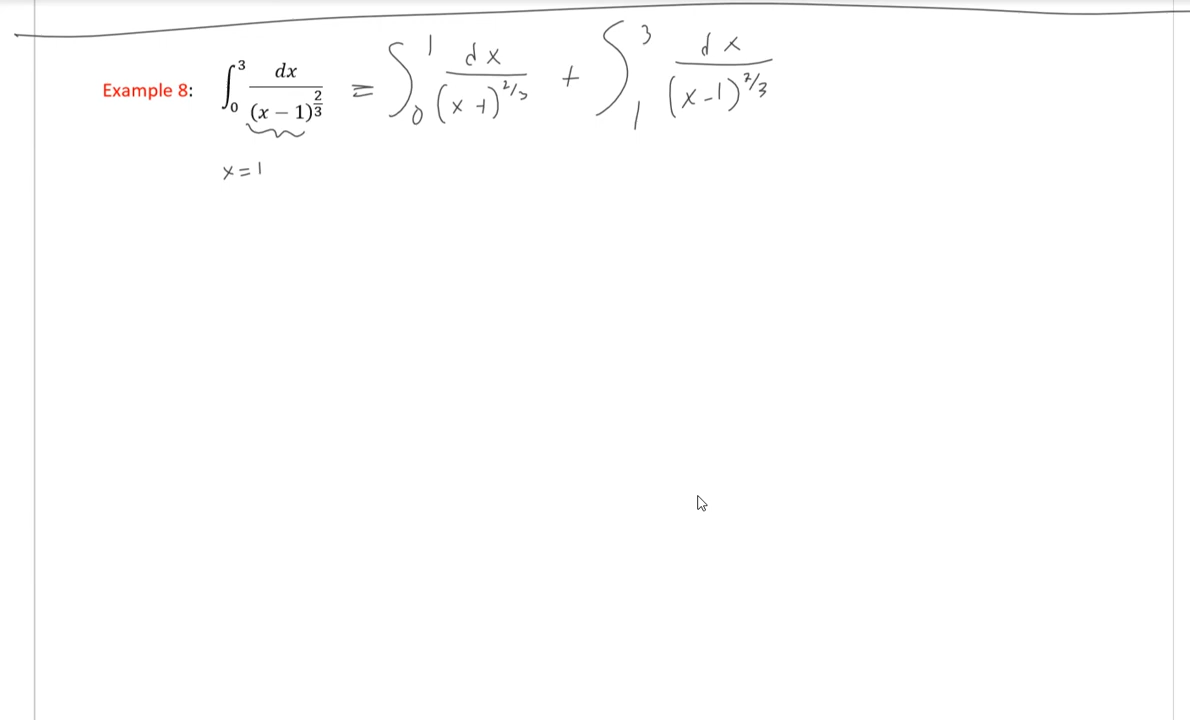 Example 8: ∫₀³ dx/(x − 1)^(2/3) = ∫₀¹ dx/(x-1)^(2/3) + ∫₁³ dx/(x-1)^(2/3)
x = 1